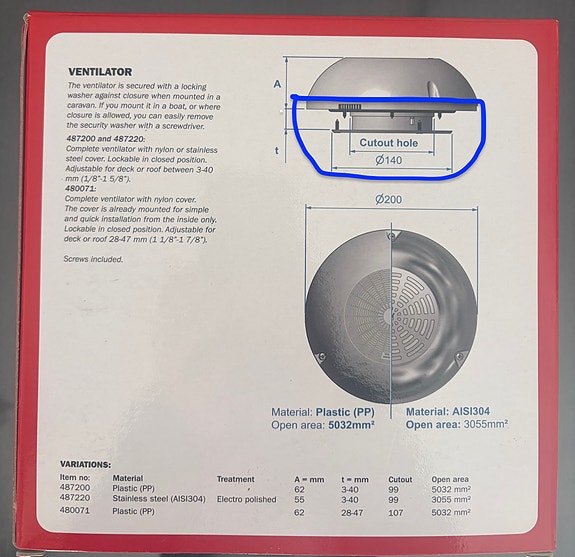 VENTILATOR
The ventilator is secured with a locking
washer against closure when mounted in a
caravan. If you mount it in a boat, or where
closure is allowed, you can easily remove
the security washer with a screwdriver.
487200 and 487220:
Complete ventilator with nylon or stainless
steel cover. Lockable in closed position.
Adjustable for deck or roof between 3-40
mm (1/8"-1 5/8").
480071:
Complete ventilator with nylon cover.
The cover is already mounted for simple
and quick installation from the inside only.
Lockable in closed position. Adjustable for
deck or roof 28-47 mm (1 1/8"-1 7/8").
Screws included.
A
t
Cutout hole
Ø140
Ø200
Material: Plastic (PP)
Open area: 5032mm²
Material: AISI304
Open area: 3055mm²
VARIATIONS:
Item no: Material Treatment A = mm t = mm Cutout Open area
487200 Plastic (PP) 62 3-40 99 5032 mm²
487220 Stainless steel (AISI304) Electro polished 55 3-40 99 3055 mm²
480071 Plastic (PP) 62 28-47 107 5032 mm²